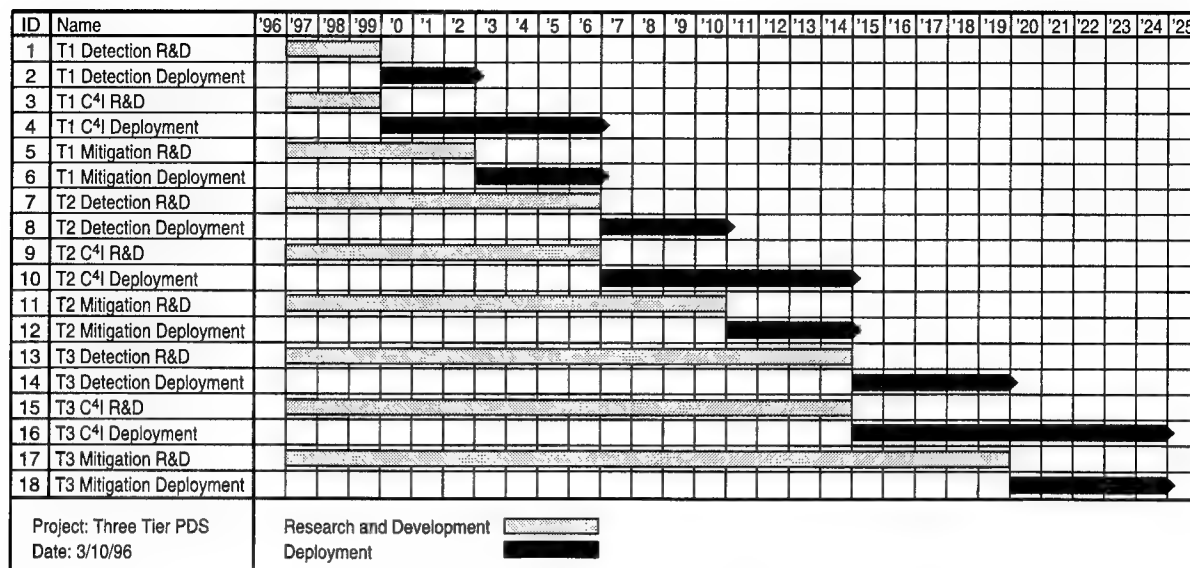 ID Name '96 '97 '98 '99 '0 '1 '2 '3 '4 '5 '6 '7 '8 '9 '10 '11 '12 '13 '14 '15 '16 '17 '18 '19 '20 '21 '22 '23 '24 '25
1 T1 Detection R&D
2 T1 Detection Deployment
3 T1 C⁴I R&D
4 T1 C⁴I Deployment
5 T1 Mitigation R&D
6 T1 Mitigation Deployment
7 T2 Detection R&D
8 T2 Detection Deployment
9 T2 C⁴I R&D
10 T2 C⁴I Deployment
11 T2 Mitigation R&D
12 T2 Mitigation Deployment
13 T3 Detection R&D
14 T3 Detection Deployment
15 T3 C⁴I R&D
16 T3 C⁴I Deployment
17 T3 Mitigation R&D
18 T3 Mitigation Deployment
Project: Three Tier PDS
Date: 3/10/96
Research and Development
Deployment